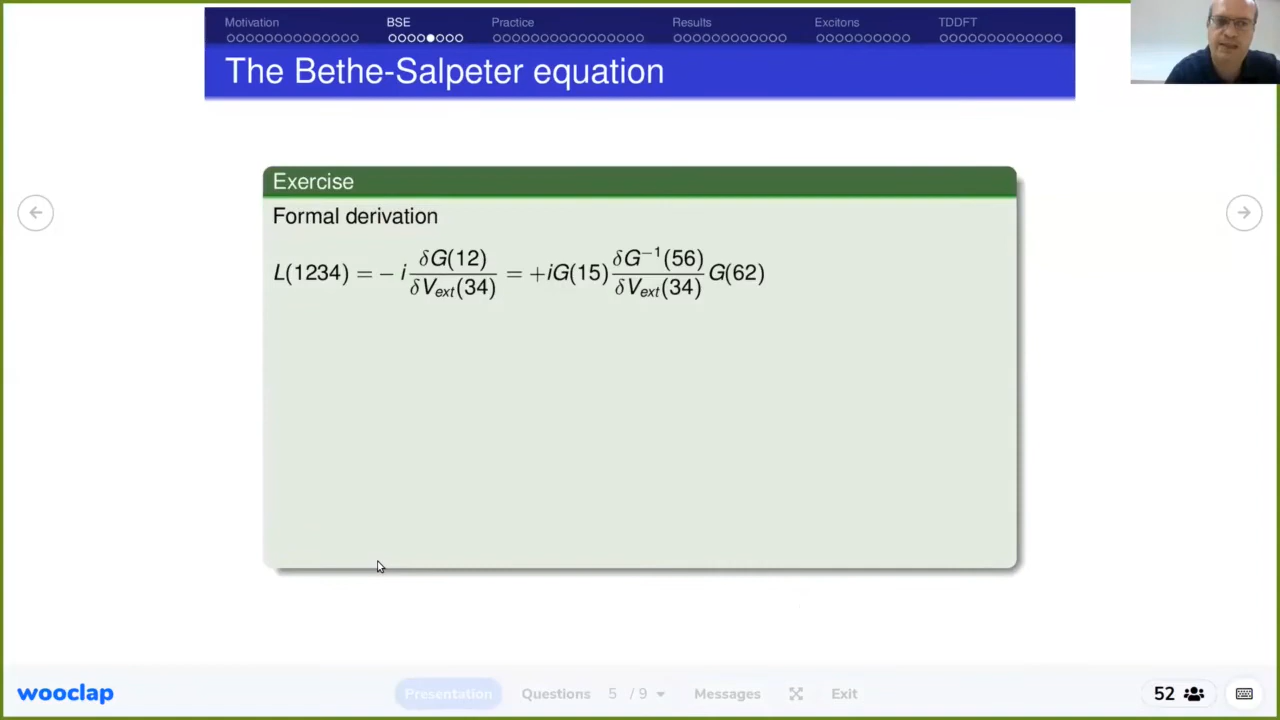 Motivation BSE Practice Results Excitons TDDFT
The Bethe-Salpeter equation
Exercise
Formal derivation
L(1234) = − i δG(12)/δV_ext(34) = +iG(15) δG⁻¹(56)/δV_ext(34) G(62)
wooclap Presentation Questions 5 / 9 Messages Exit 52